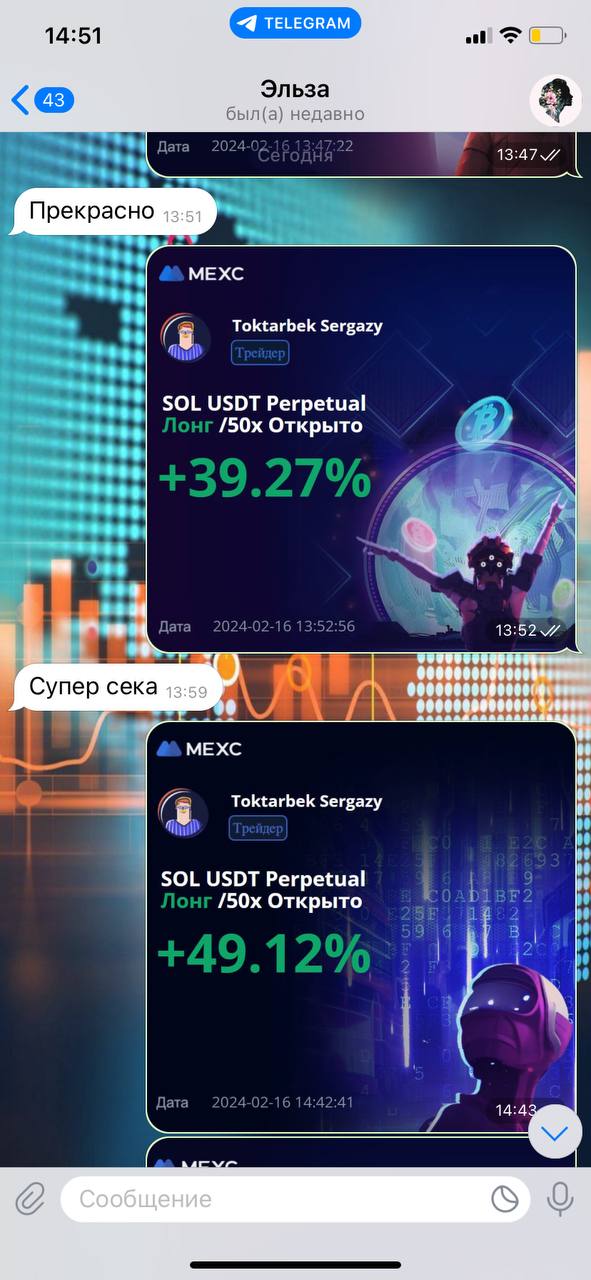 14:51
TELEGRAM
43
Эльза
был(а) недавно
Дата 2024-02-16 13:47:22
Сегодня
13:47
Прекрасно 13:51
MEXC
Toktarbek Sergazy
Трейдер
SOL USDT Perpetual
Лонг /50x Открыто
+39.27%
Дата 2024-02-16 13:52:56
13:52
Супер сека 13:59
MEXC
Toktarbek Sergazy
Трейдер
SOL USDT Perpetual
Лонг /50x Открыто
+49.12%
Дата 2024-02-16 14:42:41
14:43
MEXC
Сообщение